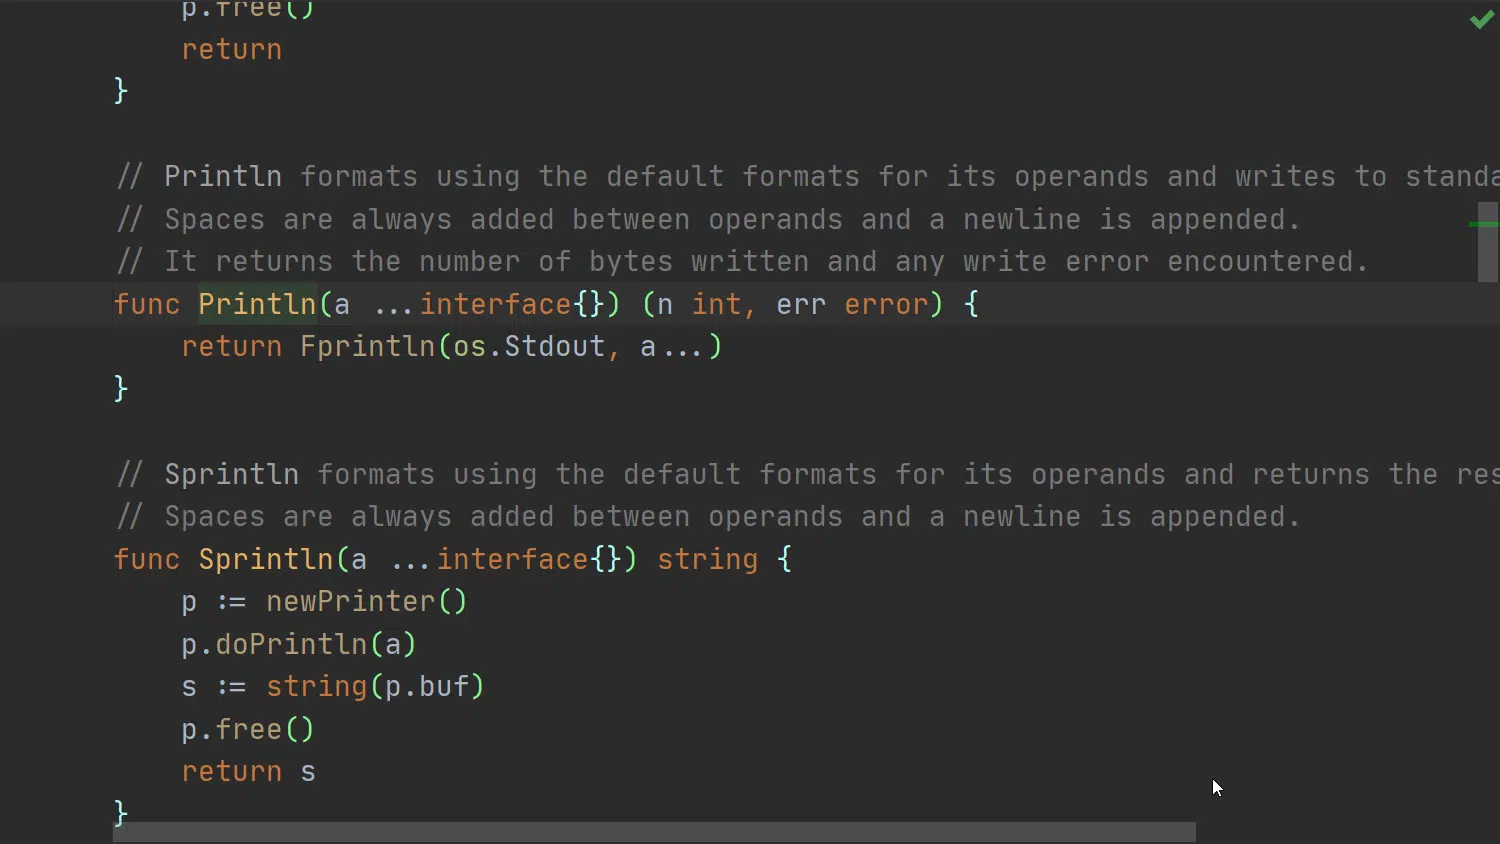 p.free()
return
}
// Println formats using the default formats for its operands and writes to
// Spaces are always added between operands and a newline is appended.
// It returns the number of bytes written and any write error encountered.
func Println(a ...interface{}) (n int, err error) {
return Fprintln(os.Stdout, a...)
}
// Sprintln formats using the default formats for its operands and returns the
// Spaces are always added between operands and a newline is appended.
func Sprintln(a ...interface{}) string {
p := newPrinter()
p.doPrintln(a)
s := string(p.buf)
p.free()
return s
}